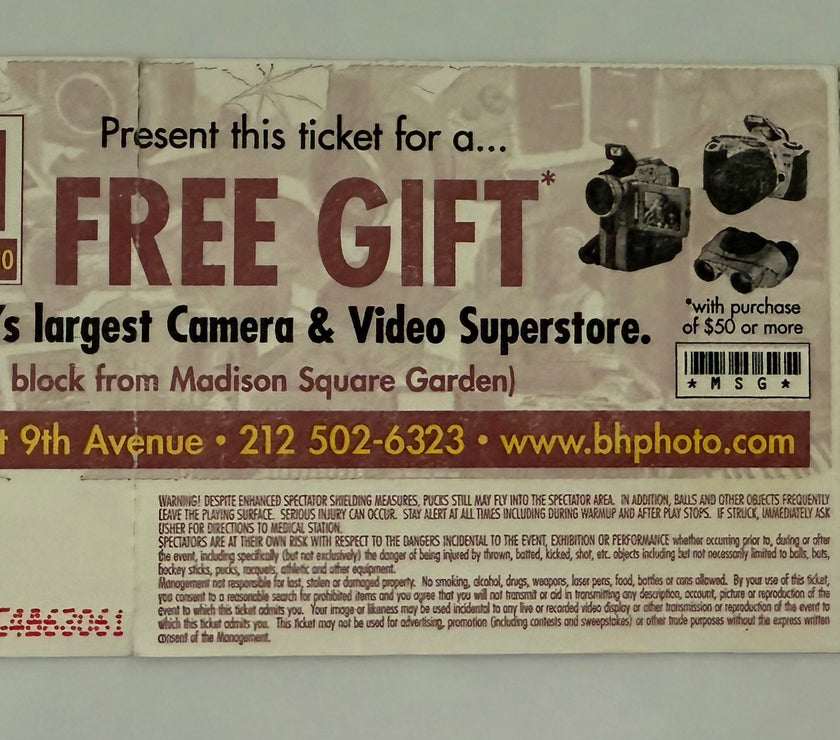 Present this ticket for a...
FREE GIFT*
0
's largest Camera & Video Superstore.
*with purchase
of $50 or more
block from Madison Square Garden)
* M S G *
t 9th Avenue • 212 502-6323 • www.bhphoto.com
WARNING! DESPITE ENHANCED SPECTATOR SHIELDING MEASURES, PUCKS STILL MAY FLY INTO THE SPECTATOR AREA. IN ADDITION, BALLS AND OTHER OBJECTS FREQUENTLY
LEAVE THE PLAYING SURFACE. SERIOUS INJURY CAN OCCUR. STAY ALERT AT ALL TIMES INCLUDING DURING WARMUP AND AFTER PLAY STOPS. IF STRUCK, IMMEDIATELY ASK
USHER FOR DIRECTIONS TO MEDICAL STATION.
SPECTATORS ARE AT THEIR OWN RISK WITH RESPECT TO THE DANGERS INCIDENTAL TO THE EVENT, EXHIBITION OR PERFORMANCE whether occurring prior to, during or after
the event, including specifically (but not exclusively) the danger of being injured by thrown, batted, kicked, shot, etc. objects including but not necessarily limited to balls, bats,
hockey sticks, pucks, racquets, athletic and other equipment.
Management not responsible for lost, stolen or damaged property. No smoking, alcohol, drugs, weapons, laser pens, food, bottles or cans allowed. By your use of this ticket,
you consent to a reasonable search for prohibited items and you agree that you will not transmit or aid in transmitting any description, account, picture or reproduction of the
event to which this ticket admits you. Your image or likeness may be used incidental to any live or recorded video display or other transmission or reproduction of the event to
which this ticket admits you. This ticket may not be used for advertising, promotion (including contests and sweepstakes) or other trade purposes without the express written
consent of the Management.